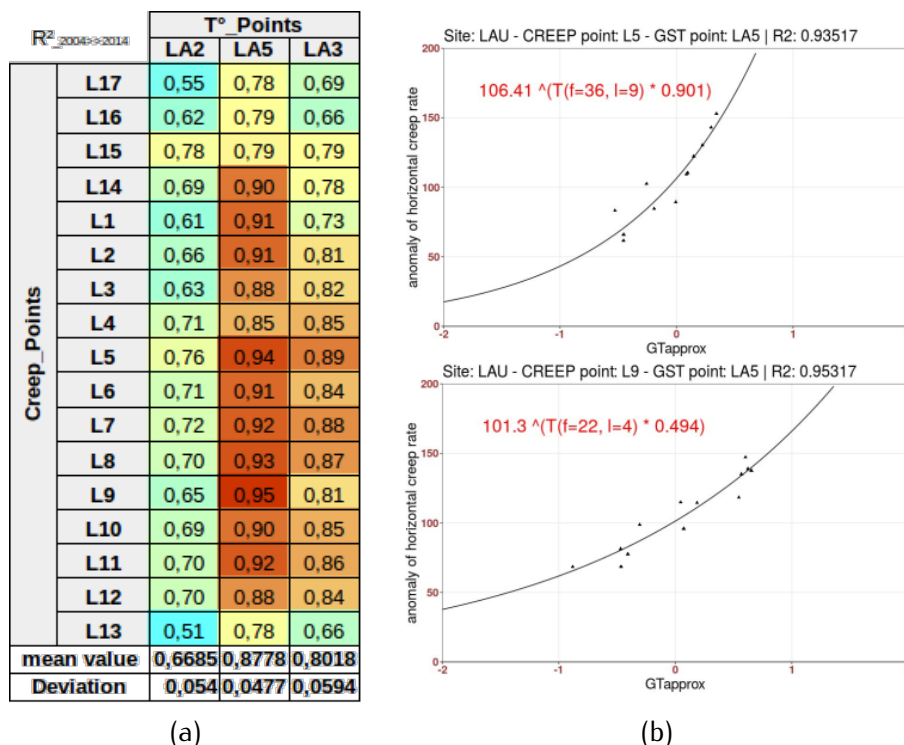 R²_2004>>2014
T°_Points
LA2 LA5 LA3
Creep_Points
L17 0,55 0,78 0,69
L16 0,62 0,79 0,66
L15 0,78 0,79 0,79
L14 0,69 0,90 0,78
L1 0,61 0,91 0,73
L2 0,66 0,91 0,81
L3 0,63 0,88 0,82
L4 0,71 0,85 0,85
L5 0,76 0,94 0,89
L6 0,71 0,91 0,84
L7 0,72 0,92 0,88
L8 0,70 0,93 0,87
L9 0,65 0,95 0,81
L10 0,69 0,90 0,85
L11 0,70 0,92 0,86
L12 0,70 0,88 0,84
L13 0,51 0,78 0,66
mean value 0,6685 0,8778 0,8018
Deviation 0,054 0,0477 0,0594
(a)
Site: LAU - CREEP point: L5 - GST point: LA5 | R2: 0.93517
106.41 ^(T(f=36, l=9) * 0.901)
anomaly of horizontal creep rate
200
150
100
50
0
-2 -1 0 1 2
GTapprox
Site: LAU - CREEP point: L9 - GST point: LA5 | R2: 0.95317
101.3 ^(T(f=22, l=4) * 0.494)
anomaly of horizontal creep rate
200
150
100
50
0
-2 -1 0 1 2
GTapprox
(b)